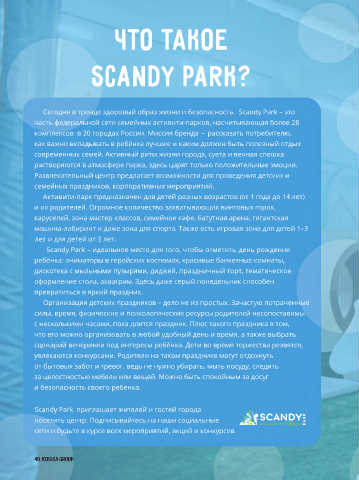 ЧТО ТАКОЕ
SCANDY PARK?
Сегодня в тренде здоровый образ жизни и безопасность. Scandy Park – это
часть федеральной сети семейных активити-парков, насчитывающая более 28
комплексов в 20 городах России. Миссия бренда – рассказать потребителю,
как важно вкладывать в ребёнка лучшее и каким должен быть полезный отдых
современных семей. Активный ритм жизни города, суета и вечная спешка
растворяются в атмосфере парка, здесь царят только положительные эмоции.
Развлекательный центр предлагает возможности для проведения детских и
семейных праздников, корпоративных мероприятий.
Активити-парк предназначен для детей разных возрастов (от 1 года до 14 лет)
и их родителей. Огромное количество захватывающих винтовых горок,
каруселей, зона мастер классов, семейное кафе, батутная арена, гигантская
машина-лабиринт и даже зона для спорта. Также есть игровая зона для детей 1–3
лет и для детей от 3 лет.
Scandy Park – идеальное место для того, чтобы отметить день рождения
ребёнка: аниматоры в геройских костюмах, красивые банкетные комнаты,
дискотека с мыльными пузырями, диджей, праздничный торт, тематическое
оформление стола, аквагрим. Здесь даже серый понедельник способен
превратиться в яркий праздник.
Организация детских праздников – дело не из простых. Зачастую потраченные
силы, время, физические и психологические ресурсы родителей несопоставимы
с несколькими часами, пока длится праздник. Плюс такого праздника в том,
что его можно организовать в любой удобный день и время, а также выбрать
сценарий вечеринки под интересы ребёнка. Дети во время торжества резвятся,
увлекаются конкурсами. Родители на таком празднике могут отдохнуть
от бытовых забот и тревог, ведь не нужно убирать, мыть посуду, следить
за целостностью мебели или вещей. Можно быть спокойным за досуг
и безопасность своего ребёнка.
Scandy Park приглашает жителей и гостей города
посетить центр. Подписывайтесь на наши социальные
сети и будьте в курсе всех мероприятий, акций и конкурсов.
SCANDY